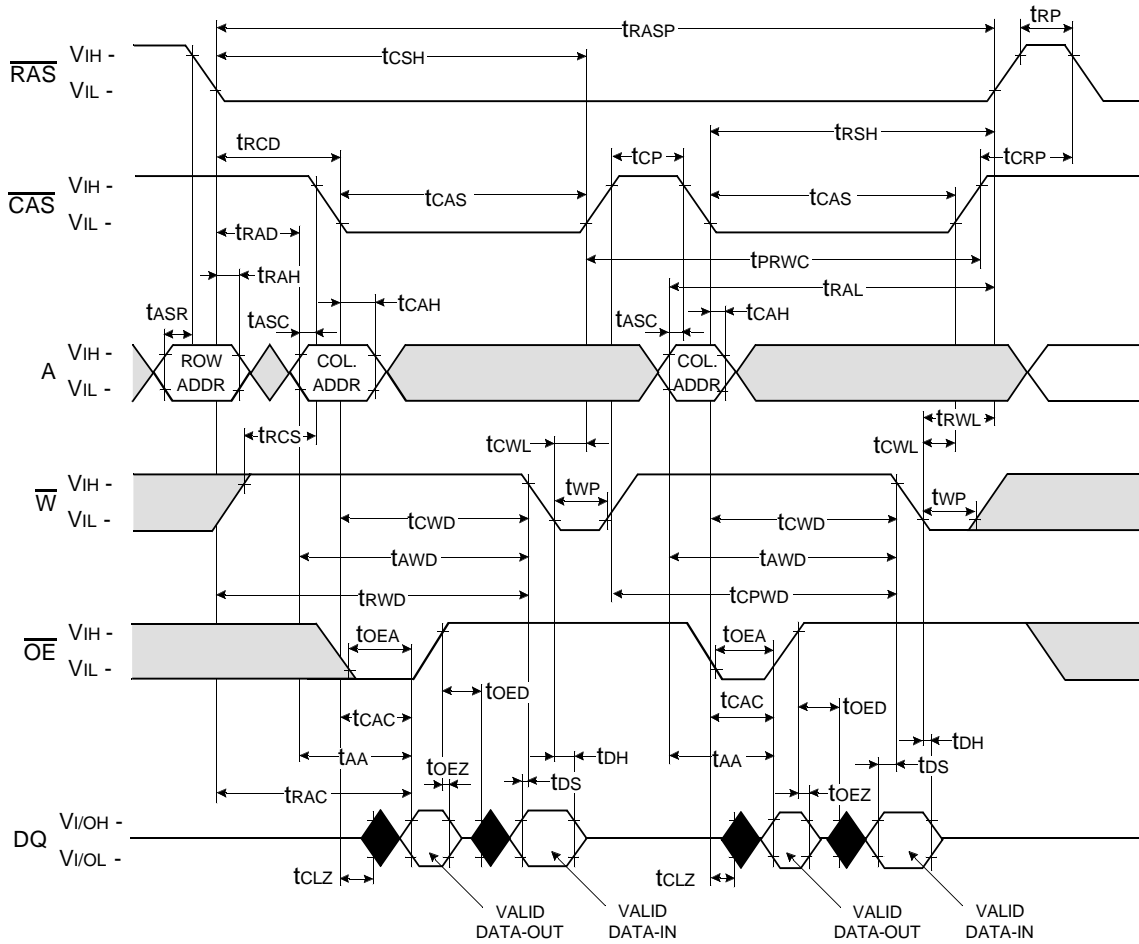 tRASP tRP
tCSH
RAS VIH -
VIL -
tRCD tRSH
tCP tCRP
CAS VIH -
VIL -
tCAS tCAS
tRAD
tPRWC
tRAH tRAL
tASR tASC tCAH tASC tCAH
A VIH -
VIL -
ROW ADDR
COL. ADDR
COL. ADDR
tRCS tCWL tRWL
tCWL
W VIH -
VIL -
tWP tWP
tCWD tCWD
tAWD tAWD
tRWD tCPWD
OE VIH -
VIL -
tOEA tOEA
tOED tOED
tCAC tCAC
tAA tOEZ tDS tDH tAA tOEZ tDS tDH
tRAC
DQ VI/OH -
VI/OL -
tCLZ tCLZ
VALID DATA-OUT
VALID DATA-IN
VALID DATA-OUT
VALID DATA-IN